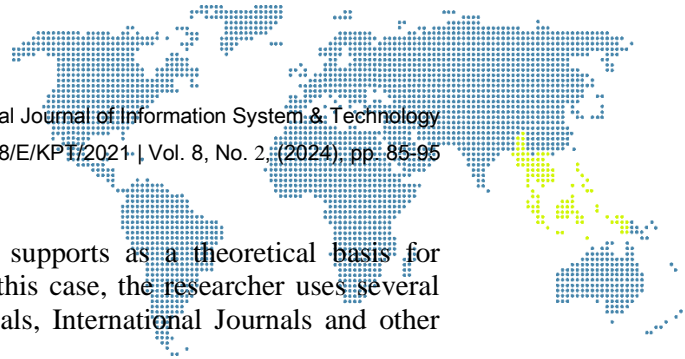 al Journal of Information System & Technology
8/E/KPT/2021 | Vol. 8, No. 2, (2024), pp. 85-95
supports as a theoretical basis for
this case, the researcher uses several
als, International Journals and other